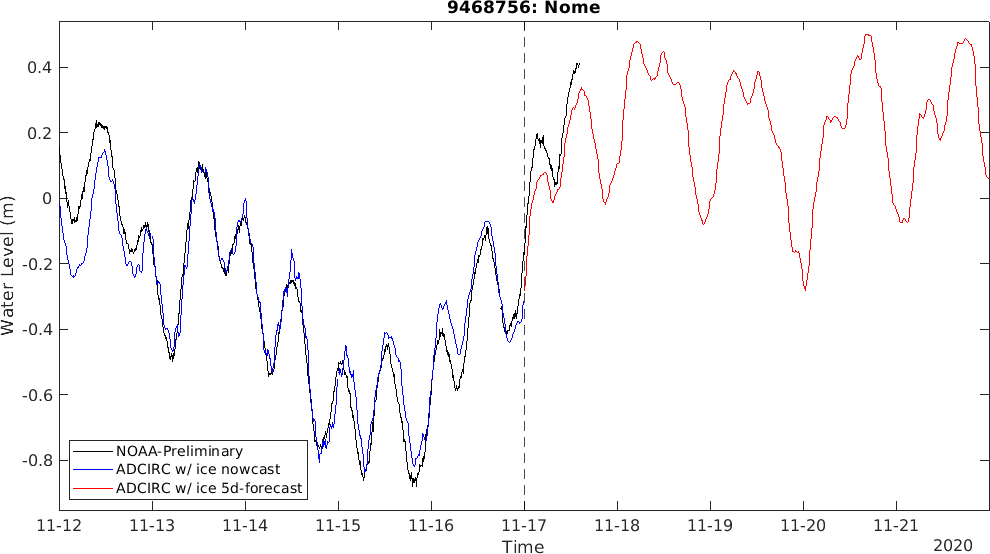 9468756: Nome
Water Level (m)
0.4
0.2
0
-0.2
-0.4
-0.6
-0.8
NOAA-Preliminary
ADCIRC w/ ice nowcast
ADCIRC w/ ice 5d-forecast
11-12 11-13 11-14 11-15 11-16 11-17 11-18 11-19 11-20 11-21
Time
2020